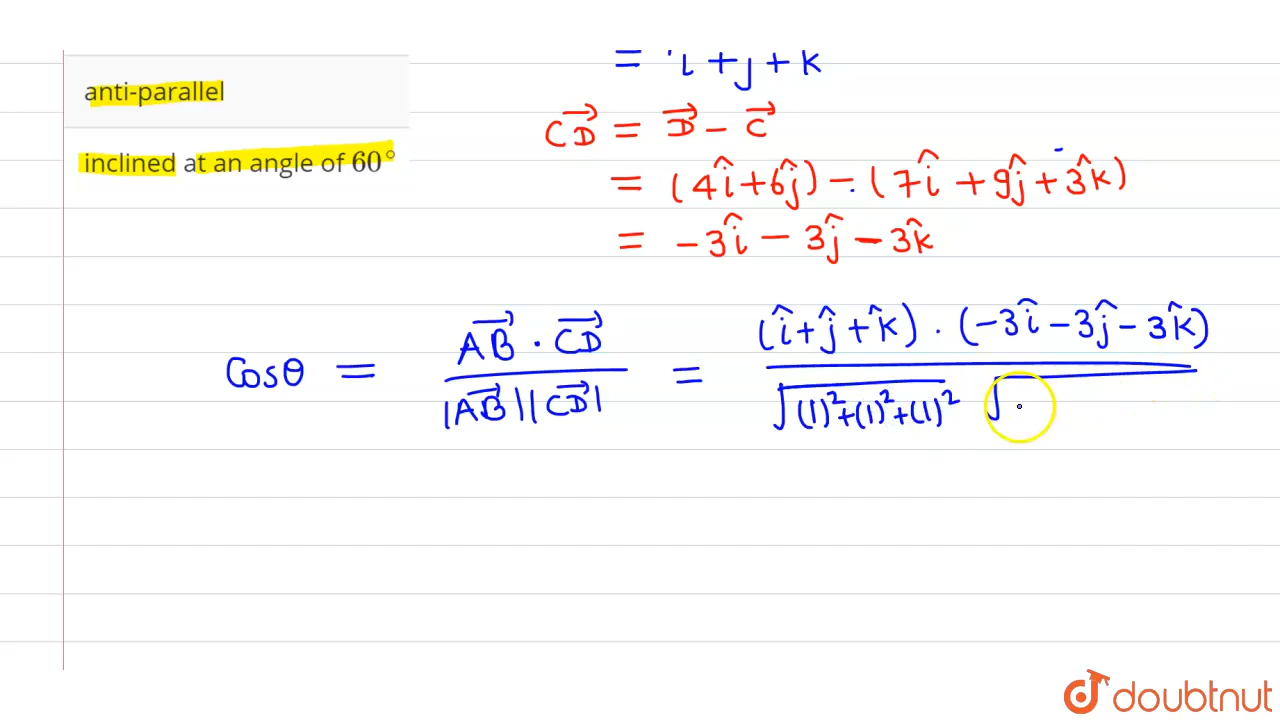 anti-parallel
inclined at an angle of 60°
= î + ĵ + k̂
CD⃗ = D⃗ − C⃗
= (4î + 6ĵ) − (7î + 9ĵ + 3k̂)
= −3î − 3ĵ − 3k̂
Cosθ = AB⃗ · CD⃗ / |AB⃗| |CD⃗| = (î + ĵ + k̂) · (−3î − 3ĵ − 3k̂) / √(1)² + (1)² + (1)² √
doubtnut